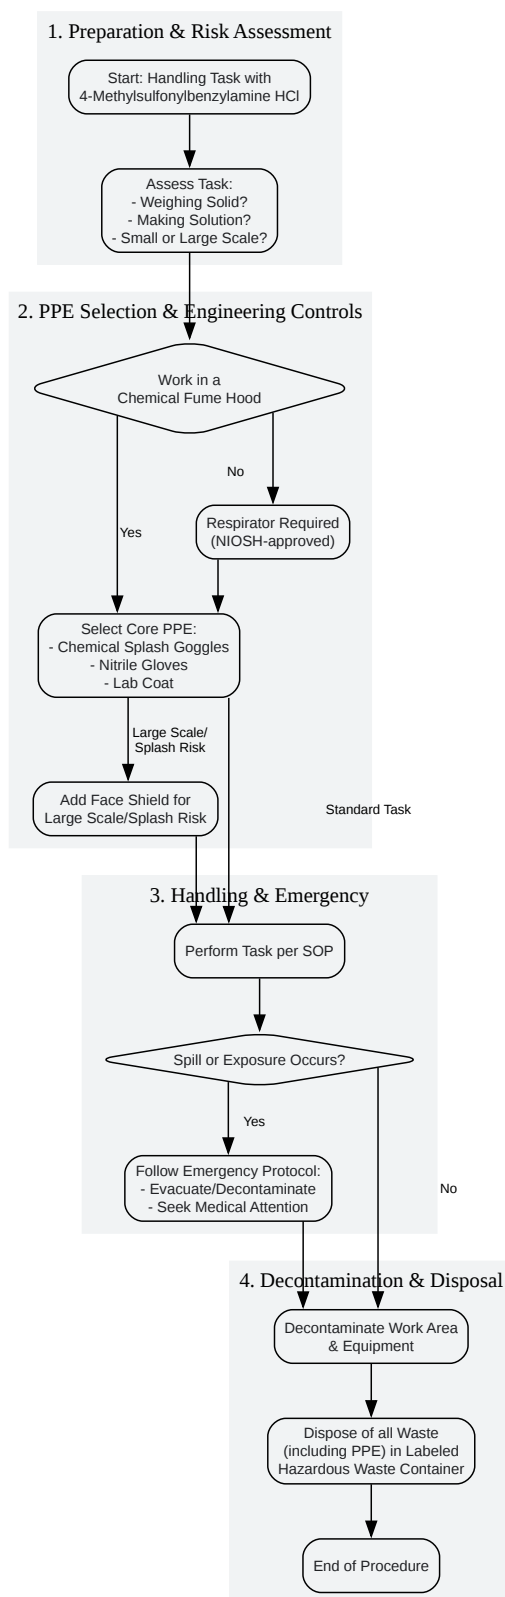 1. Preparation & Risk Assessment
Start: Handling Task with
4-Methylsulfonylbenzylamine HCl
Assess Task:
- Weighing Solid?
- Making Solution?
- Small or Large Scale?
2. PPE Selection & Engineering Controls
Work in a
Chemical Fume Hood
No
Respirator Required
(NIOSH-approved)
Yes
Select Core PPE:
- Chemical Splash Goggles
- Nitrile Gloves
- Lab Coat
Large Scale/
Splash Risk
Add Face Shield for
Large Scale/Splash Risk
Standard Task
3. Handling & Emergency
Perform Task per SOP
Spill or Exposure Occurs?
Yes
Follow Emergency Protocol:
- Evacuate/Decontaminate
- Seek Medical Attention
No
4. Decontamination & Disposal
Decontaminate Work Area
& Equipment
Dispose of all Waste
(including PPE) in Labeled
Hazardous Waste Container
End of Procedure